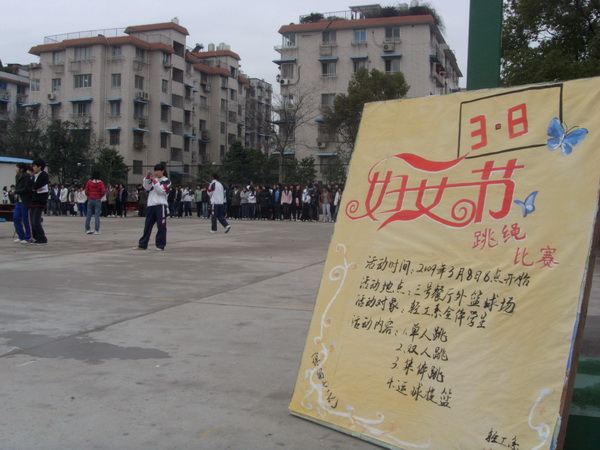 3·8
妇女节
跳绳
比赛
活动时间：2009年3月8日6点开始
活动地点：三号餐厅外篮球场
活动对象：轻工系全体学生
活动内容：1.单人跳
2.双人跳
3.集体跳
4.运球投篮
轻工系